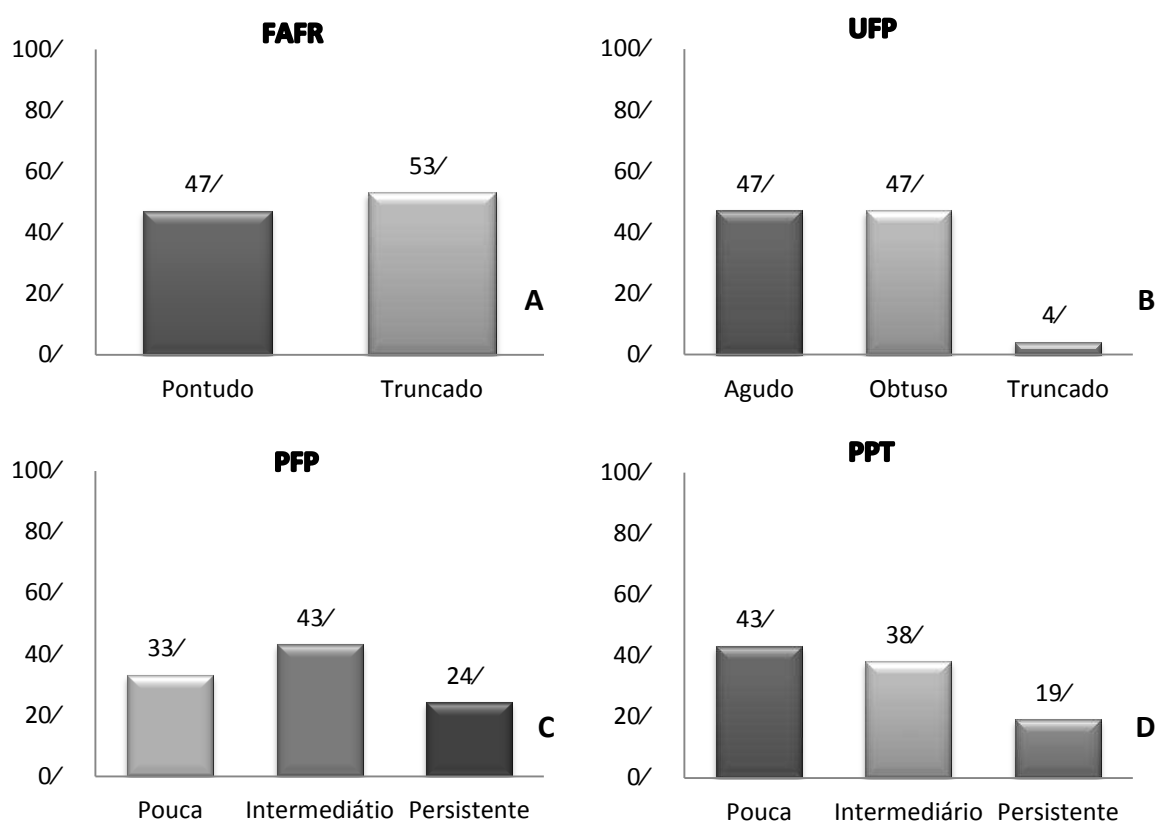 FAFR
100/
80/
60/
40/
20/
0/
47/
53/
A
Pontudo Truncado
UFP
100/
80/
60/
40/
20/
0/
47/
47/
4/
B
Agudo Obtuso Truncado
PFP
100/
80/
60/
40/
20/
0/
33/
43/
24/
C
Pouca Intermediátio Persistente
PPT
100/
80/
60/
40/
20/
0/
43/
38/
19/
D
Pouca Intermediário Persistente